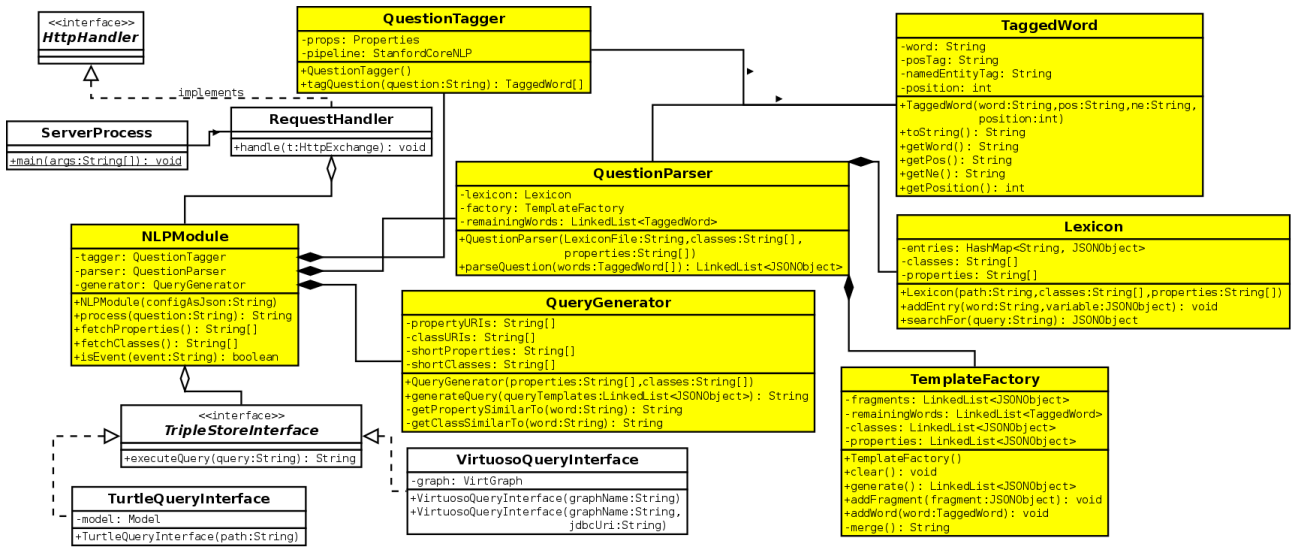 <<interface>>
HttpHandler
implements
ServerProcess
+main(args:String[]): void
RequestHandler
+handle(t:HttpExchange): void
QuestionTagger
-props: Properties
-pipeline: StanfordCoreNLP
+QuestionTagger()
+tagQuestion(question:String): TaggedWord[]
TaggedWord
-word: String
-posTag: String
-namedEntityTag: String
-position: int
+TaggedWord(word:String,pos:String,ne:String,
position:int)
+toString(): String
+getWord(): String
+getPos(): String
+getNe(): String
+getPosition(): int
QuestionParser
-lexicon: Lexicon
-factory: TemplateFactory
-remainingWords: LinkedList<TaggedWord>
+QuestionParser(LexiconFile:String,classes:String[],
properties:String[])
+parseQuestion(words:TaggedWord[]): LinkedList<JSONObject>
Lexicon
-entries: HashMap<String, JSONObject>
-classes: String[]
-properties: String[]
+Lexicon(path:String,classes:String[],properties:String[])
+addEntry(word:String,variable:JSONObject): void
+searchFor(query:String): JSONObject
NLPModule
-tagger: QuestionTagger
-parser: QuestionParser
-generator: QueryGenerator
+NLPModule(configAsJson:String)
+process(question:String): String
+fetchProperties(): String[]
+fetchClasses(): String[]
+isEvent(event:String): boolean
QueryGenerator
-propertyURIs: String[]
-classURIs: String[]
-shortProperties: String[]
-shortClasses: String[]
+QueryGenerator(properties:String[],classes:String[])
+generateQuery(queryTemplates:LinkedList<JSONObject>): String
-getPropertySimilarTo(word:String): String
-getClassSimilarTo(word:String): String
TemplateFactory
-fragments: LinkedList<JSONObject>
-remainingWords: LinkedList<TaggedWord>
-classes: LinkedList<JSONObject>
-properties: LinkedList<JSONObject>
+TemplateFactory()
+clear(): void
+generate(): LinkedList<JSONObject>
+addFragment(fragment:JSONObject): void
+addWord(word:TaggedWord): void
-merge(): String
<<interface>>
TripleStoreInterface
+executeQuery(query:String): String
VirtuosoQueryInterface
-graph: VirtGraph
+VirtuosoQueryInterface(graphName:String)
+VirtuosoQueryInterface(graphName:String,
jdbcUri:String)
TurtleQueryInterface
-model: Model
+TurtleQueryInterface(path:String)